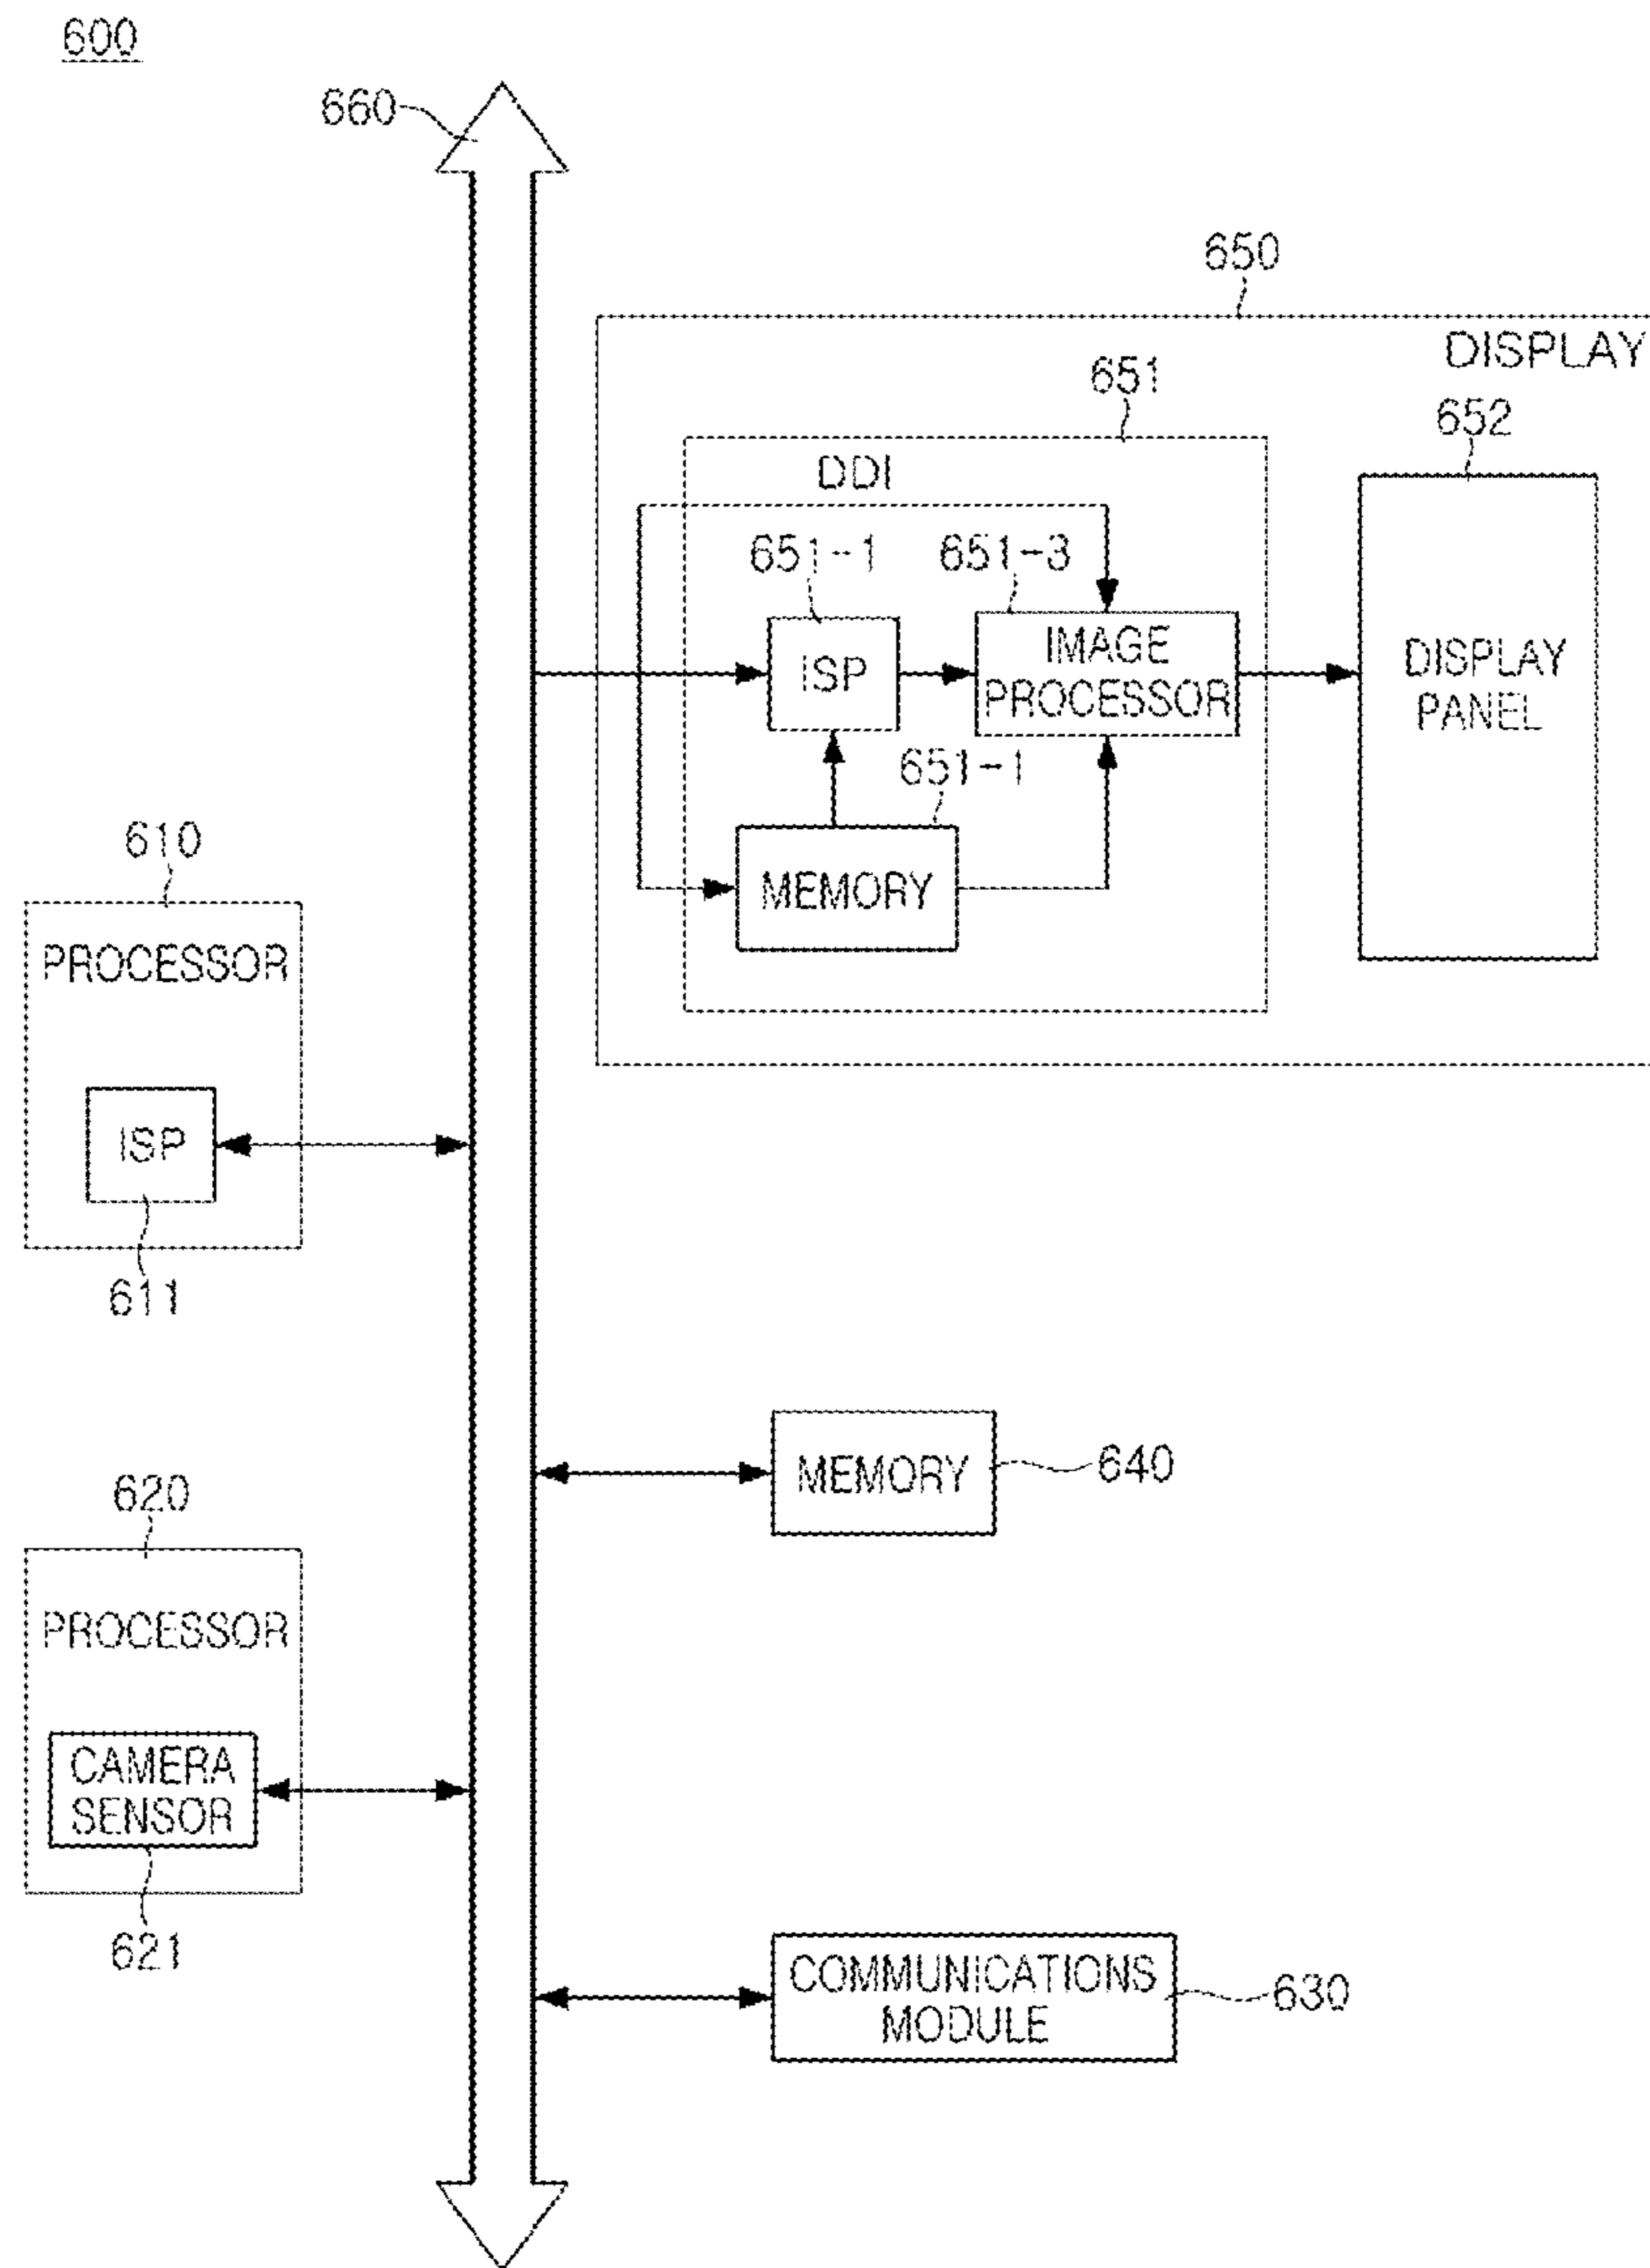 600
660
650
DISPLAY
651
652
DDI
651-1
651-3
ISP
IMAGE
PROCESSOR
DISPLAY
PANEL
651-1
MEMORY
610
PROCESSOR
ISP
611
MEMORY
640
620
PROCESSOR
CAMERA
SENSOR
621
COMMUNICATIONS
MODULE
630